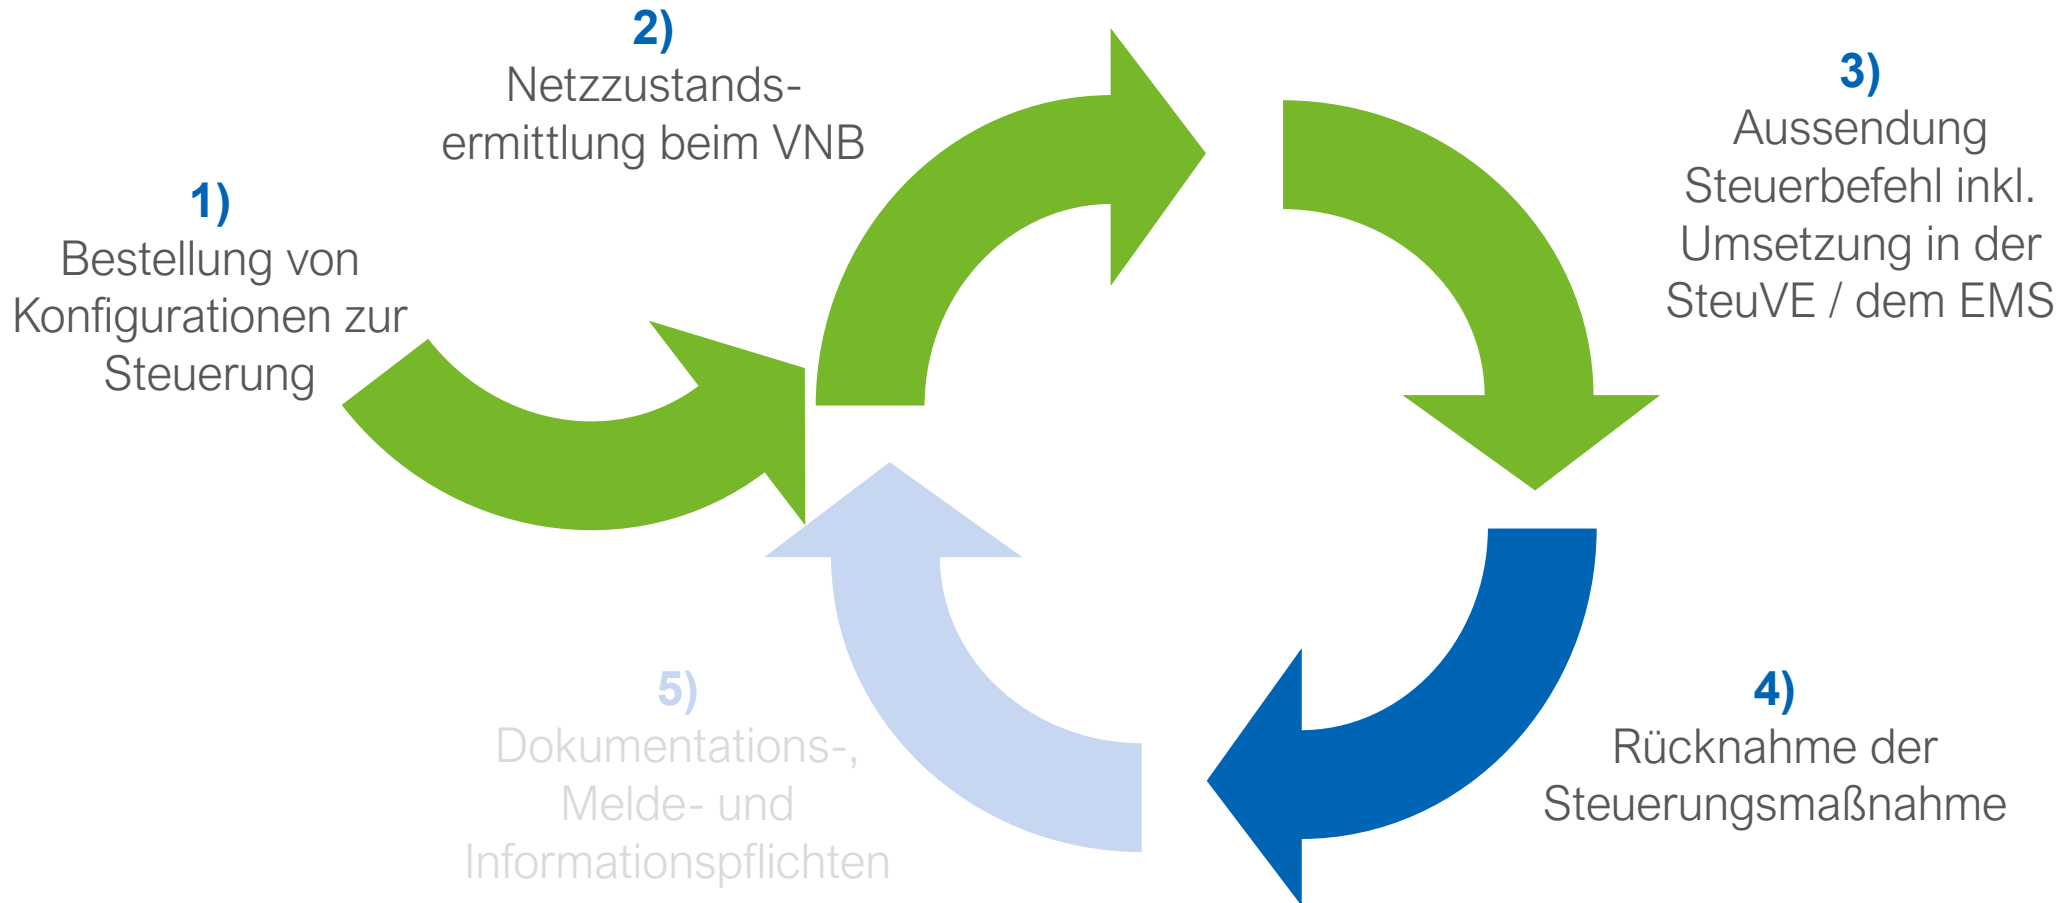 1)
Bestellung von
Konfigurationen zur
Steuerung
2)
Netzzustands-
ermittlung beim VNB
3)
Aussendung
Steuerbefehl inkl.
Umsetzung in der
SteuVE / dem EMS
4)
Rücknahme der
Steuerungsmaßnahme
5)
Dokumentations-,
Melde- und
Informationspflichten